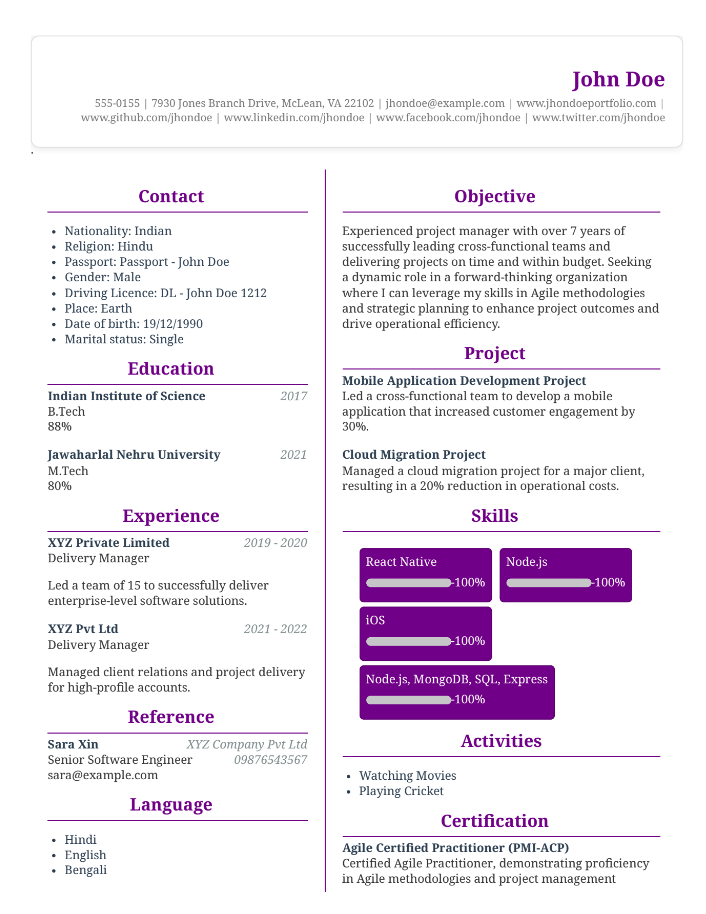 John Doe
555-0155 | 7930 Jones Branch Drive, McLean, VA 22102 | jhondoe@example.com | www.jhondoeportfolio.com |
www.github.com/jhondoe | www.linkedin.com/jhondoe | www.facebook.com/jhondoe | www.twitter.com/jhondoe
.
Contact
• Nationality: Indian
• Religion: Hindu
• Passport: Passport - John Doe
• Gender: Male
• Driving Licence: DL - John Doe 1212
• Place: Earth
• Date of birth: 19/12/1990
• Marital status: Single
Education
Indian Institute of Science 2017
B.Tech
88%
Jawaharlal Nehru University 2021
M.Tech
80%
Experience
XYZ Private Limited 2019 - 2020
Delivery Manager
Led a team of 15 to successfully deliver
enterprise-level software solutions.
XYZ Pvt Ltd 2021 - 2022
Delivery Manager
Managed client relations and project delivery
for high-profile accounts.
Reference
Sara Xin XYZ Company Pvt Ltd
Senior Software Engineer 09876543567
sara@example.com
Language
• Hindi
• English
• Bengali
Objective
Experienced project manager with over 7 years of
successfully leading cross-functional teams and
delivering projects on time and within budget. Seeking
a dynamic role in a forward-thinking organization
where I can leverage my skills in Agile methodologies
and strategic planning to enhance project outcomes and
drive operational efficiency.
Project
Mobile Application Development Project
Led a cross-functional team to develop a mobile
application that increased customer engagement by
30%.
Cloud Migration Project
Managed a cloud migration project for a major client,
resulting in a 20% reduction in operational costs.
Skills
React Native
-100%
Node.js
-100%
iOS
-100%
Node.js, MongoDB, SQL, Express
-100%
Activities
• Watching Movies
• Playing Cricket
Certification
Agile Certified Practitioner (PMI-ACP)
Certified Agile Practitioner, demonstrating proficiency
in Agile methodologies and project management